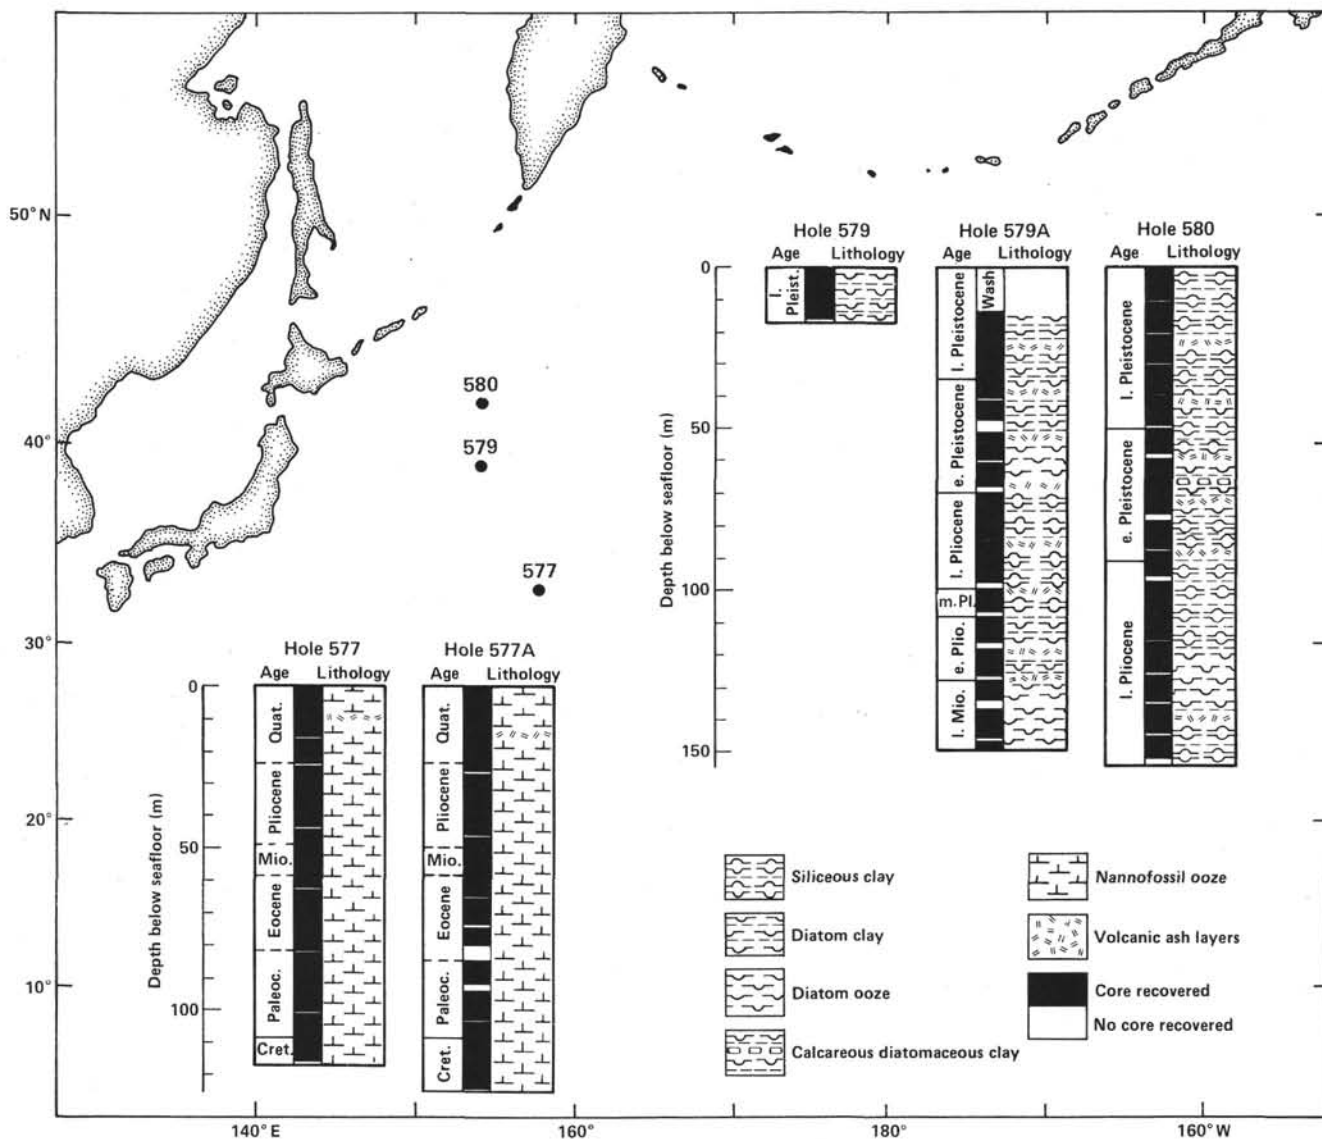 50°N
40°
30°
20°
10°
140°E
160°
180°
160°W
580
579
577
Hole 579
Age Lithology
l. Pleist.
Hole 579A
Age Lithology
Wash
l. Pleistocene
e. Pleistocene
l. Pliocene
m. Pl.
e. Plio.
l. Mio.
Hole 580
Age Lithology
l. Pleistocene
e. Pleistocene
l. Pliocene
Depth below seafloor (m)
0
50
100
150
Hole 577
Age Lithology
Quat.
Pliocene
Mio.
Eocene
Paleoc.
Cret.
Hole 577A
Age Lithology
Quat.
Pliocene
Mio.
Eocene
Paleoc.
Cret.
Depth below seafloor (m)
0
50
100
Siliceous clay
Diatom clay
Diatom ooze
Calcareous diatomaceous clay
Nannofossil ooze
Volcanic ash layers
Core recovered
No core recovered